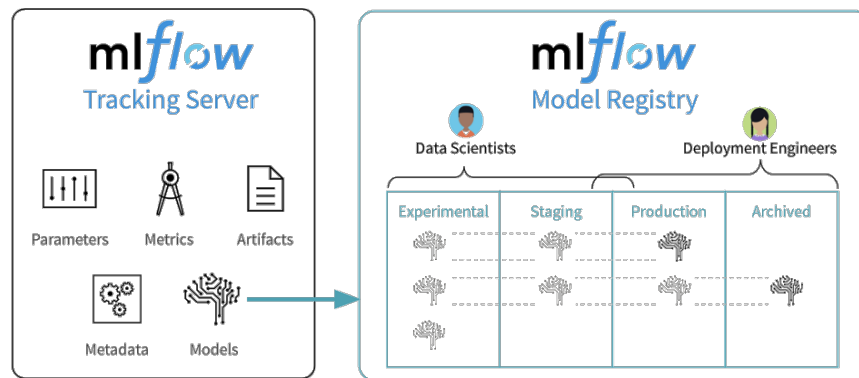 mlflow
Tracking Server
Parameters
Metrics
Artifacts
Metadata
Models
mlflow
Model Registry
Data Scientists
Deployment Engineers
Experimental
Staging
Production
Archived